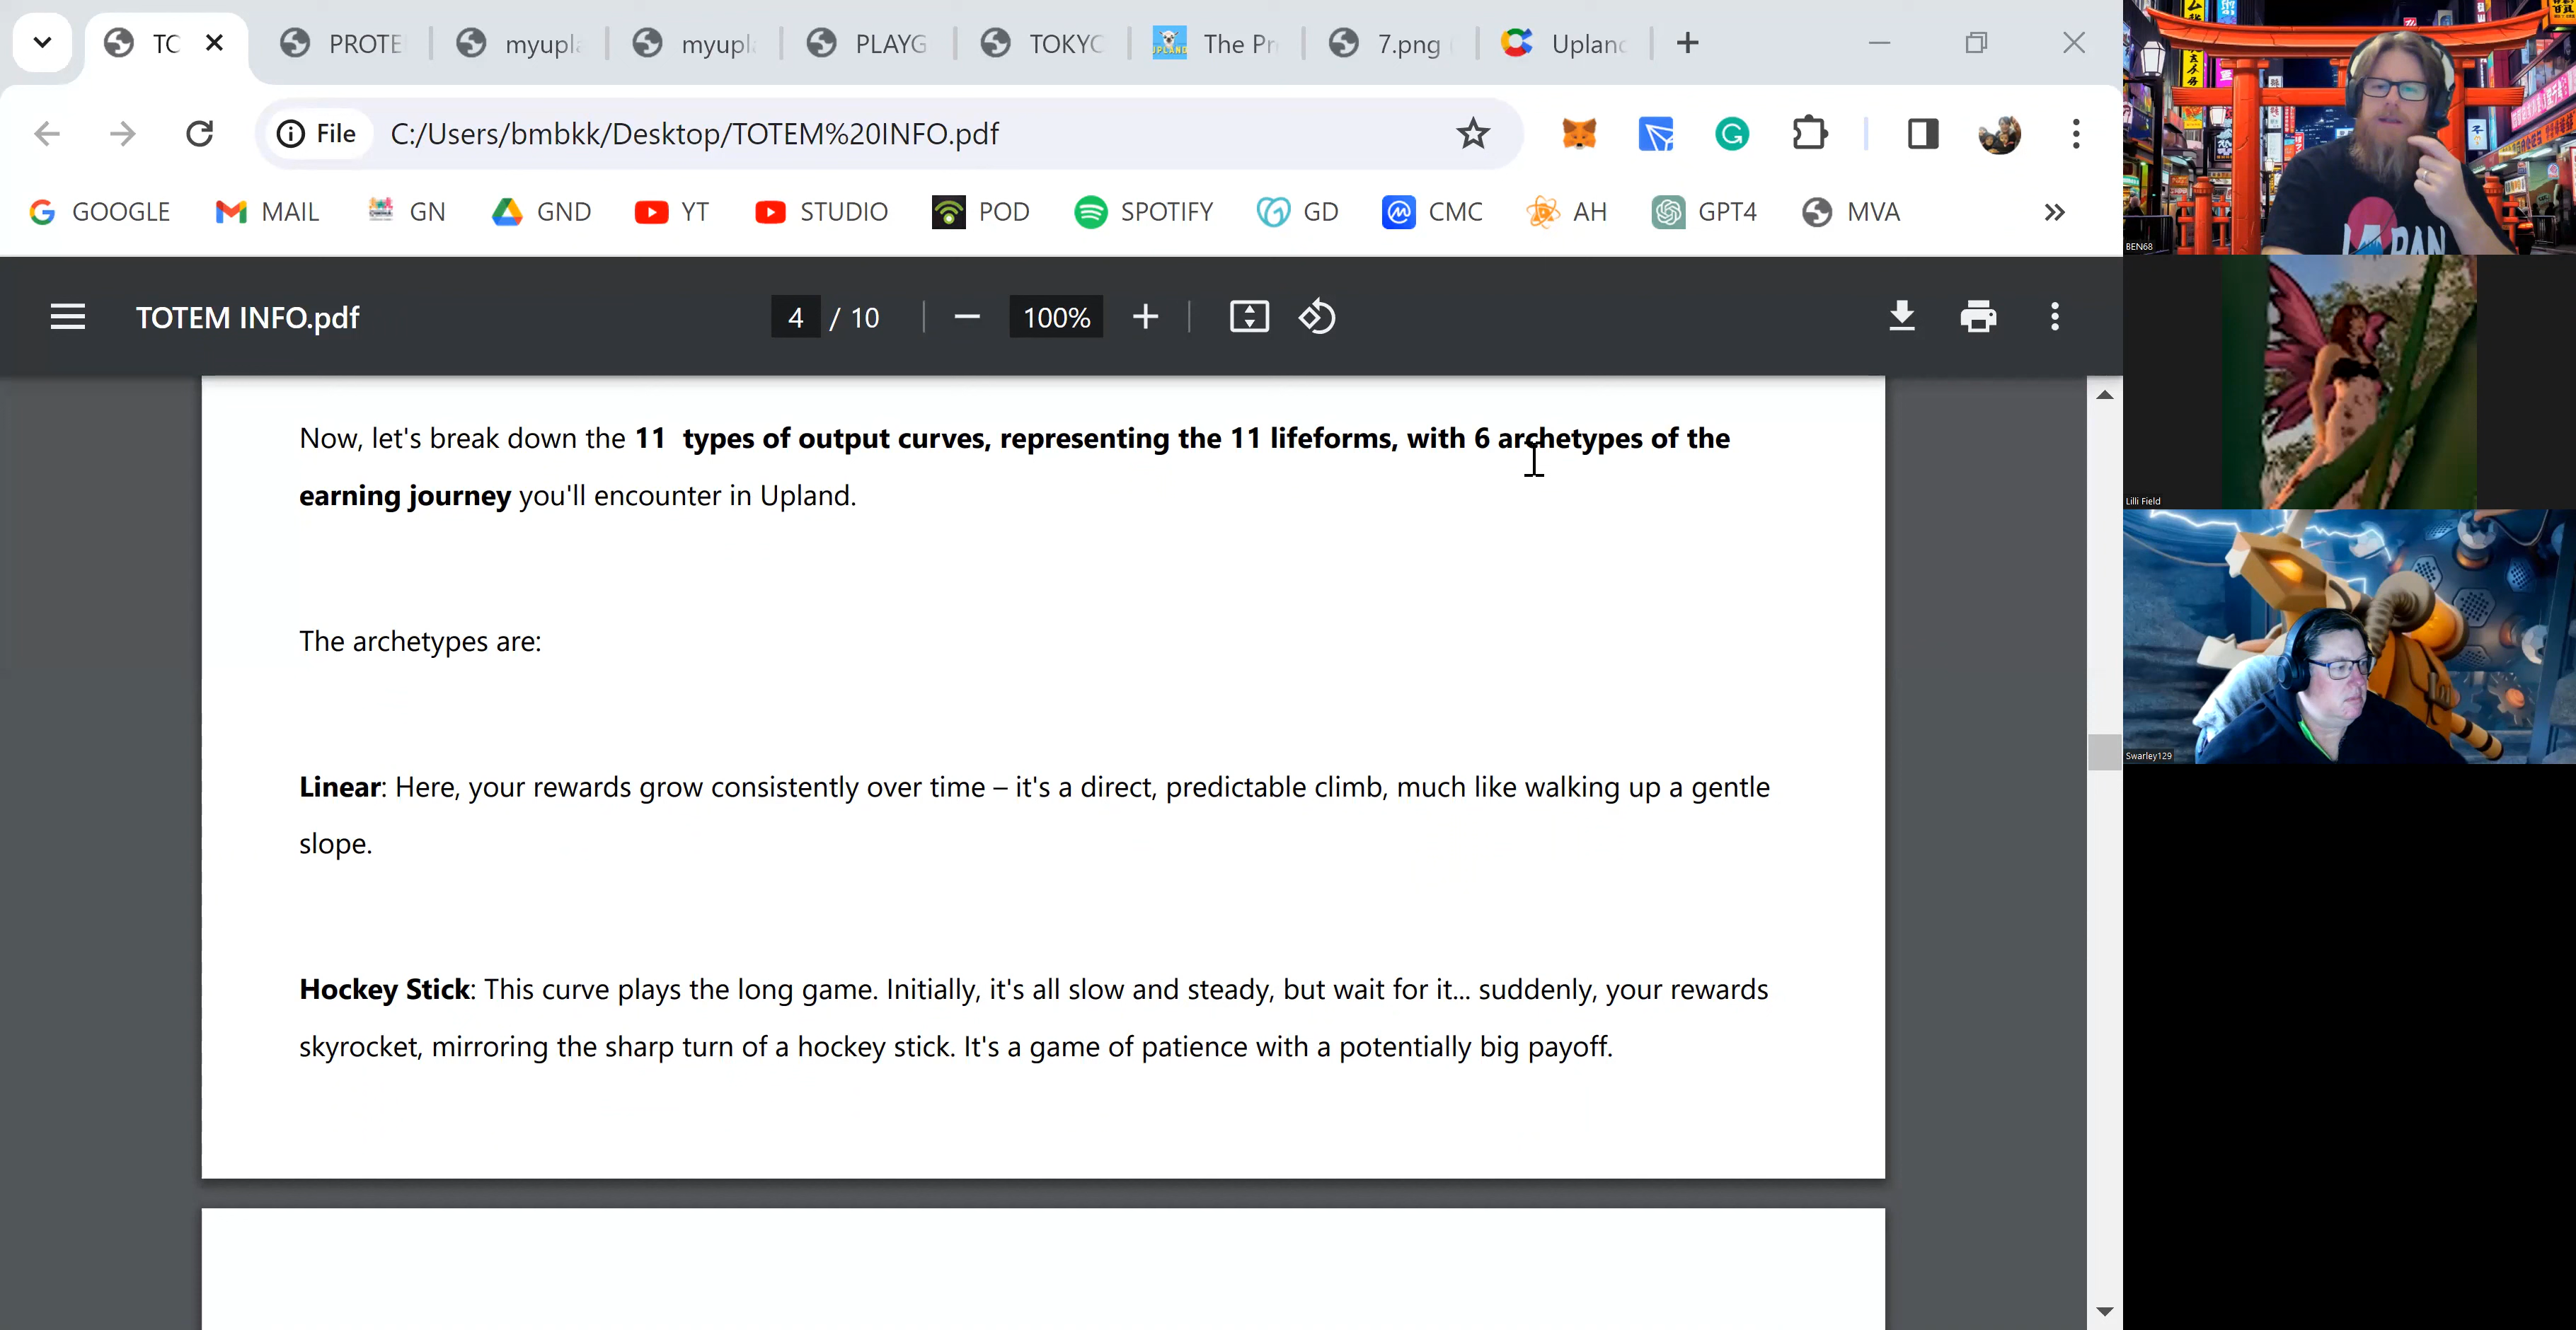 TC
PROTE
myupl
myupl
PLAYG
TOKYC
The Pr
7.png
Uplan
File
C:/Users/bmbkk/Desktop/TOTEM%20INFO.pdf
GOOGLE MAIL GN GND YT STUDIO POD SPOTIFY GD CMC AH GPT4 MVA
TOTEM INFO.pdf
4 / 10
100%
Now, let's break down the 11 types of output curves, representing the 11 lifeforms, with 6 archetypes of the
earning journey you'll encounter in Upland.
The archetypes are:
Linear: Here, your rewards grow consistently over time – it's a direct, predictable climb, much like walking up a gentle
slope.
Hockey Stick: This curve plays the long game. Initially, it's all slow and steady, but wait for it... suddenly, your rewards
skyrocket, mirroring the sharp turn of a hockey stick. It's a game of patience with a potentially big payoff.
BEN68
Lilli Field
Swarley129